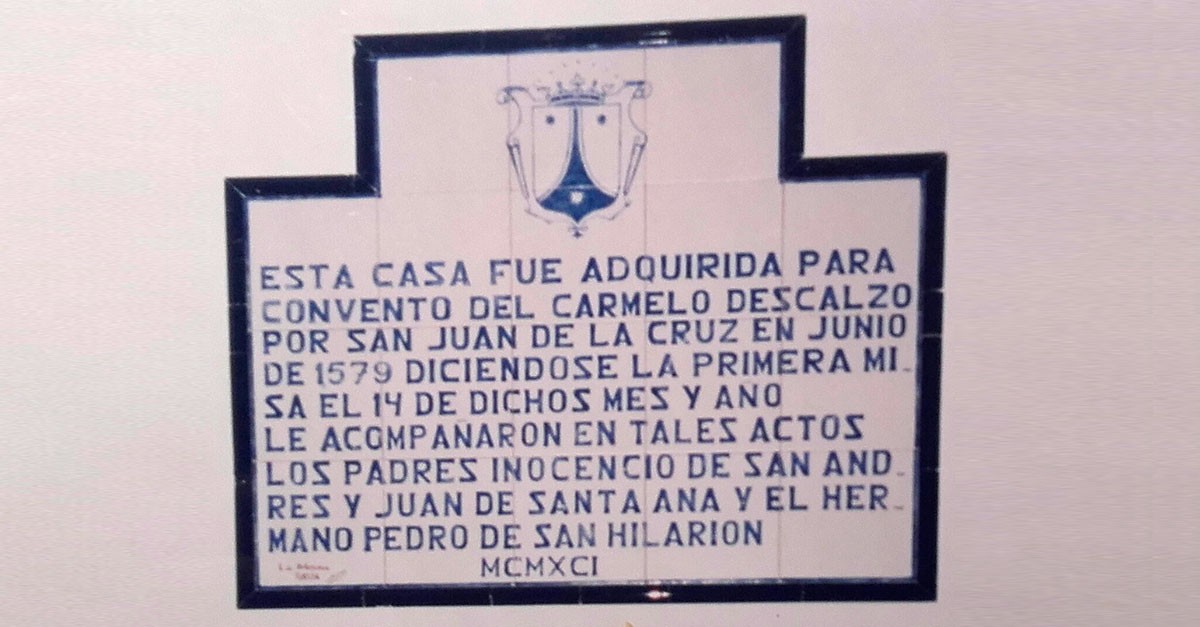 ESTA CASA FUE ADQUIRIDA PARA
CONVENTO DEL CARMELO DESCALZO
POR SAN JUAN DE LA CRUZ EN JUNIO
DE 1579 DICIENDOSE LA PRIMERA MI-
SA EL 14 DE DICHOS MES Y AÑO
LE ACOMPAÑARON EN TALES ACTOS
LOS PADRES INOCENCIO DE SAN AND-
RES Y JUAN DE SANTA ANA Y EL HER-
MANO PEDRO DE SAN HILARION
MCMXCI